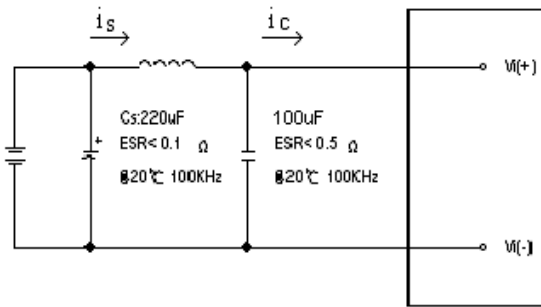 is
ic
Vi(+)
Cs:220uF
ESR<0.1 Ω
@20℃ 100KHz
100uF
ESR<0.5 Ω
@20℃ 100KHz
+
Vi(-)